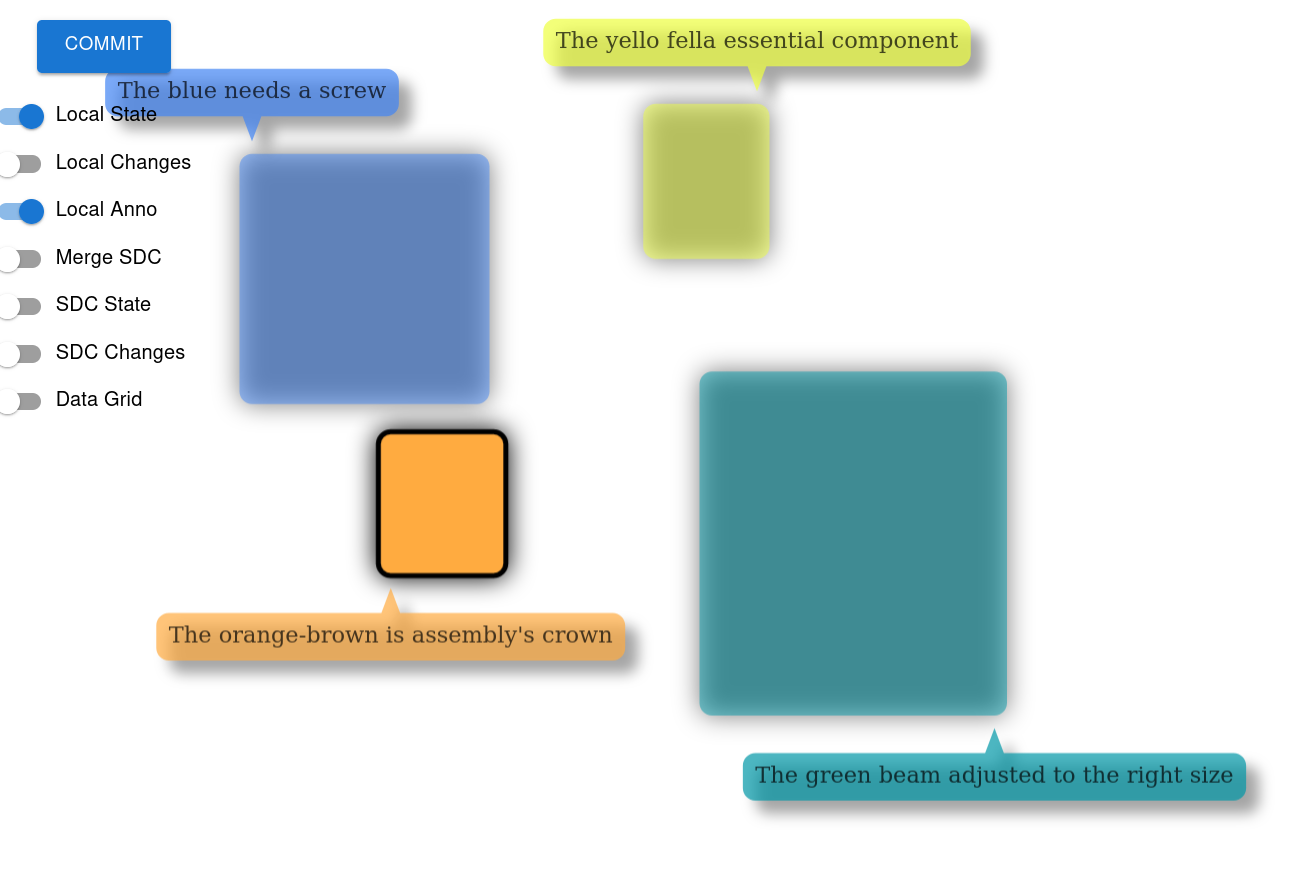 COMMIT
The yello fella essential component
The blue needs a screw
Local State
Local Changes
Local Anno
Merge SDC
SDC State
SDC Changes
Data Grid
The orange-brown is assembly's crown
The green beam adjusted to the right size